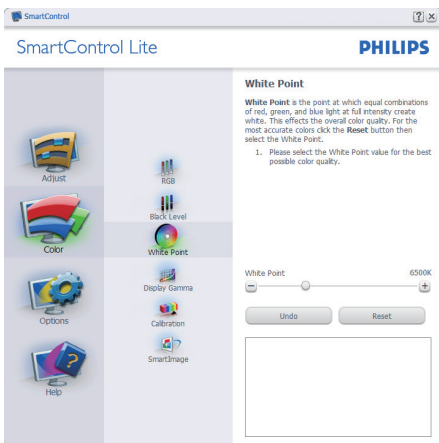 SmartControl
SmartControl Lite
PHILIPS
Adjust
Color
Options
Help
RGB
Black Level
White Point
Display Gamma
Calibration
SmartImage
White Point
White Point is the point at which equal combinations
of red, green, and blue light at full intensity create
white. This effects the overall color quality. For the
most accurate colors click the Reset button then
select the White Point.
1. Please select the White Point value for the best
possible color quality.
White Point 6500K
Undo Reset